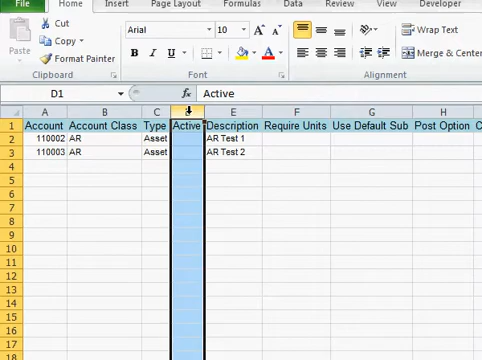 File Home Insert Page Layout Formulas Data Review View Developer
Cut Arial 10 Wrap Text
Paste Copy B I U Merge & Center
Format Painter
Clipboard Font Alignment
D1 fx Active
A B C E F G H
1 Account Account Class Type Active Description Require Units Use Default Sub Post Option
2 110002 AR Asset AR Test 1
3 110003 AR Asset AR Test 2
4
5
6
7
8
9
10
11
12
13
14
15
16
17
18